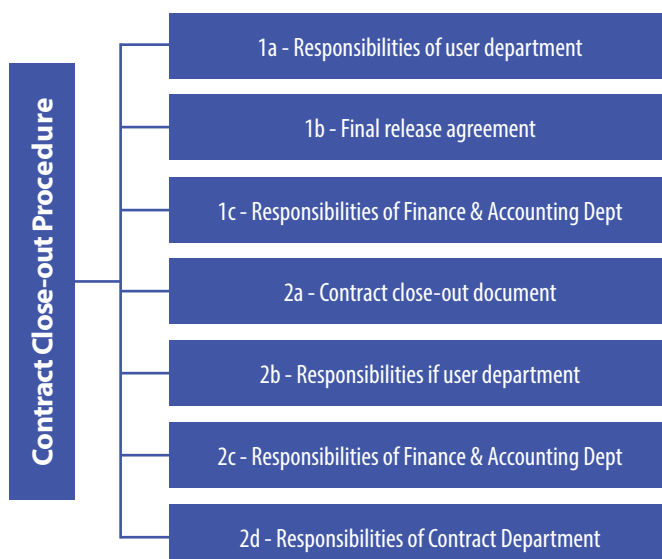 Contract Close-out Procedure
1a - Responsibilities of user department
1b - Final release agreement
1c - Responsibilities of Finance & Accounting Dept
2a - Contract close-out document
2b - Responsibilities if user department
2c - Responsibilities of Finance & Accounting Dept
2d - Responsibilities of Contract Department